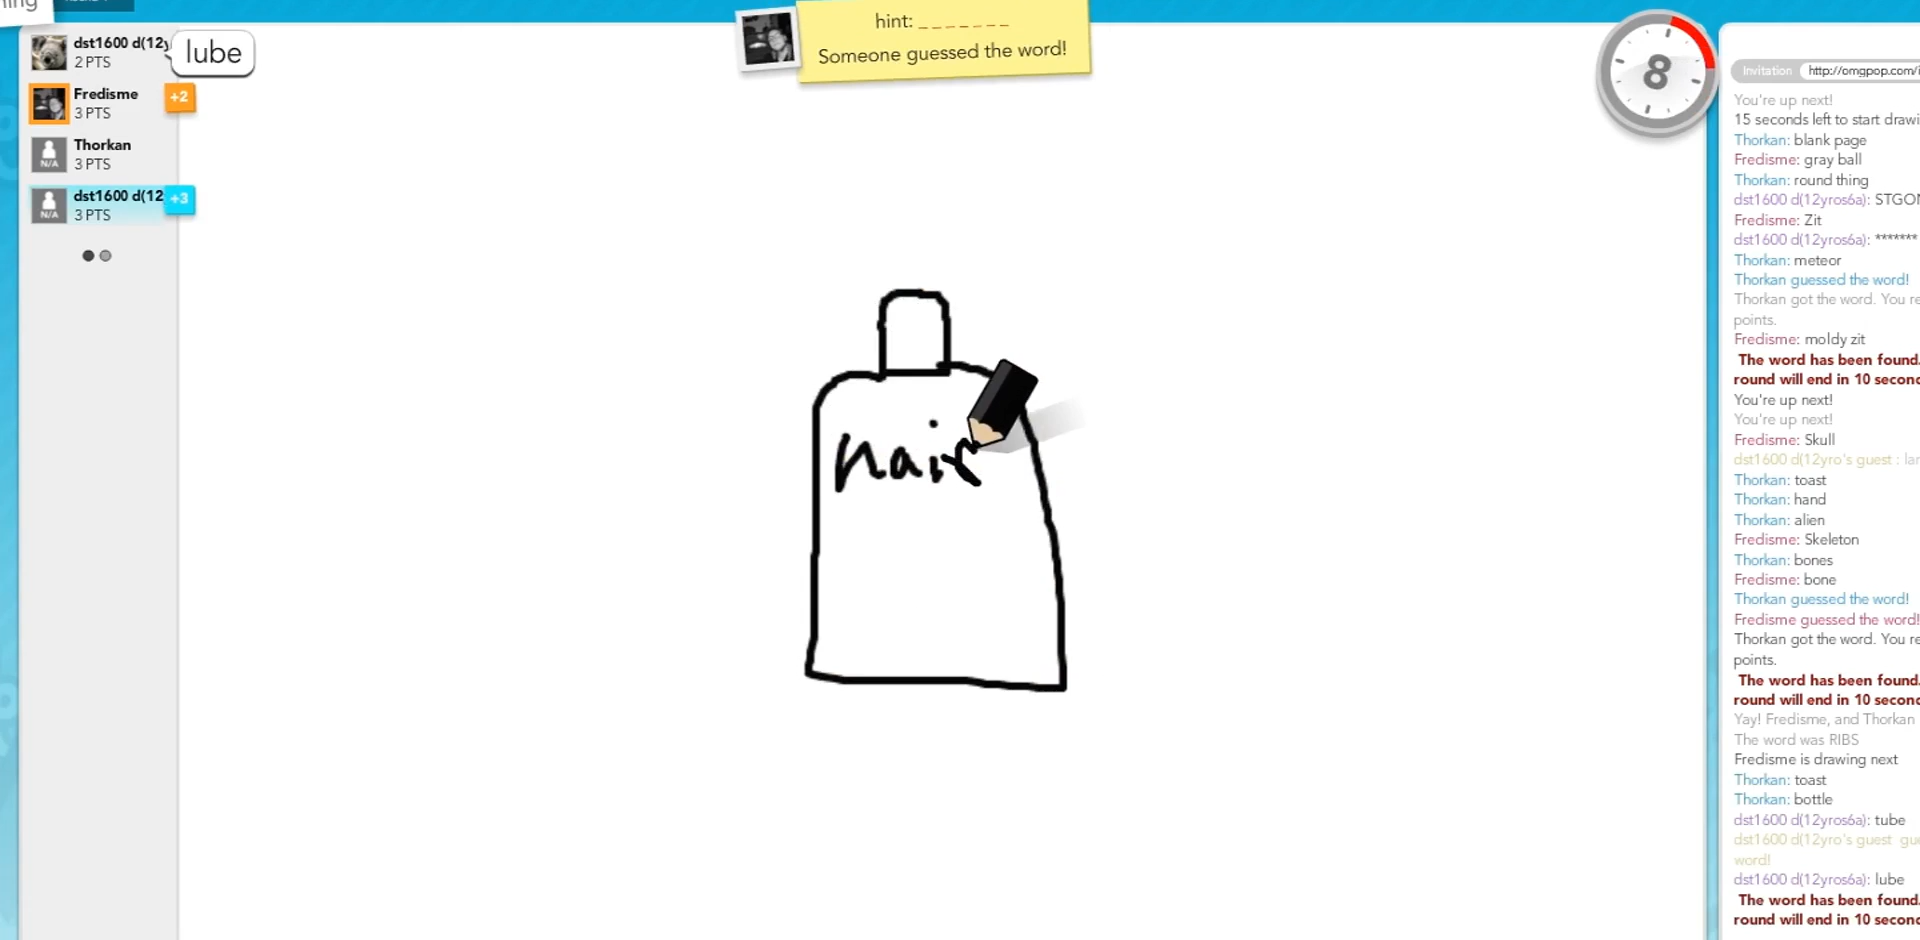 dst1600 d(12y
2 PTS
lube
Fredisme
3 PTS
+2
Thorkan
3 PTS
N/A
dst1600 d(12
3 PTS
+3
N/A
hint: _ _ _ _ _ _ _
Someone guessed the word!
hair
8
Invitation http://omgpop.com/i
You're up next!
15 seconds left to start drawi
Thorkan: blank page
Fredisme: gray ball
Thorkan: round thing
dst1600 d(12yros6a): STGON
Fredisme: Zit
dst1600 d(12yros6a): *******
Thorkan: meteor
Thorkan guessed the word!
Thorkan got the word. You re
points.
Fredisme: moldy zit
The word has been found.
round will end in 10 second
You're up next!
You're up next!
Fredisme: Skull
dst1600 d(12yro's guest : lan
Thorkan: toast
Thorkan: hand
Thorkan: alien
Fredisme: Skeleton
Thorkan: bones
Fredisme: bone
Thorkan guessed the word!
Fredisme guessed the word!
Thorkan got the word. You re
points.
The word has been found.
round will end in 10 second
Yay! Fredisme, and Thorkan
The word was RIBS
Fredisme is drawing next
Thorkan: toast
Thorkan: bottle
dst1600 d(12yros6a): tube
dst1600 d(12yro's guest gue
word!
dst1600 d(12yros6a): lube
The word has been found.
round will end in 10 second